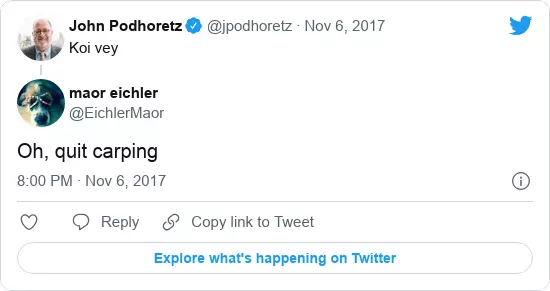 John Podhoretz @jpodhoretz · Nov 6, 2017
Koi vey
maor eichler
@EichlerMaor
Oh, quit carping
8:00 PM · Nov 6, 2017
Reply Copy link to Tweet
Explore what's happening on Twitter